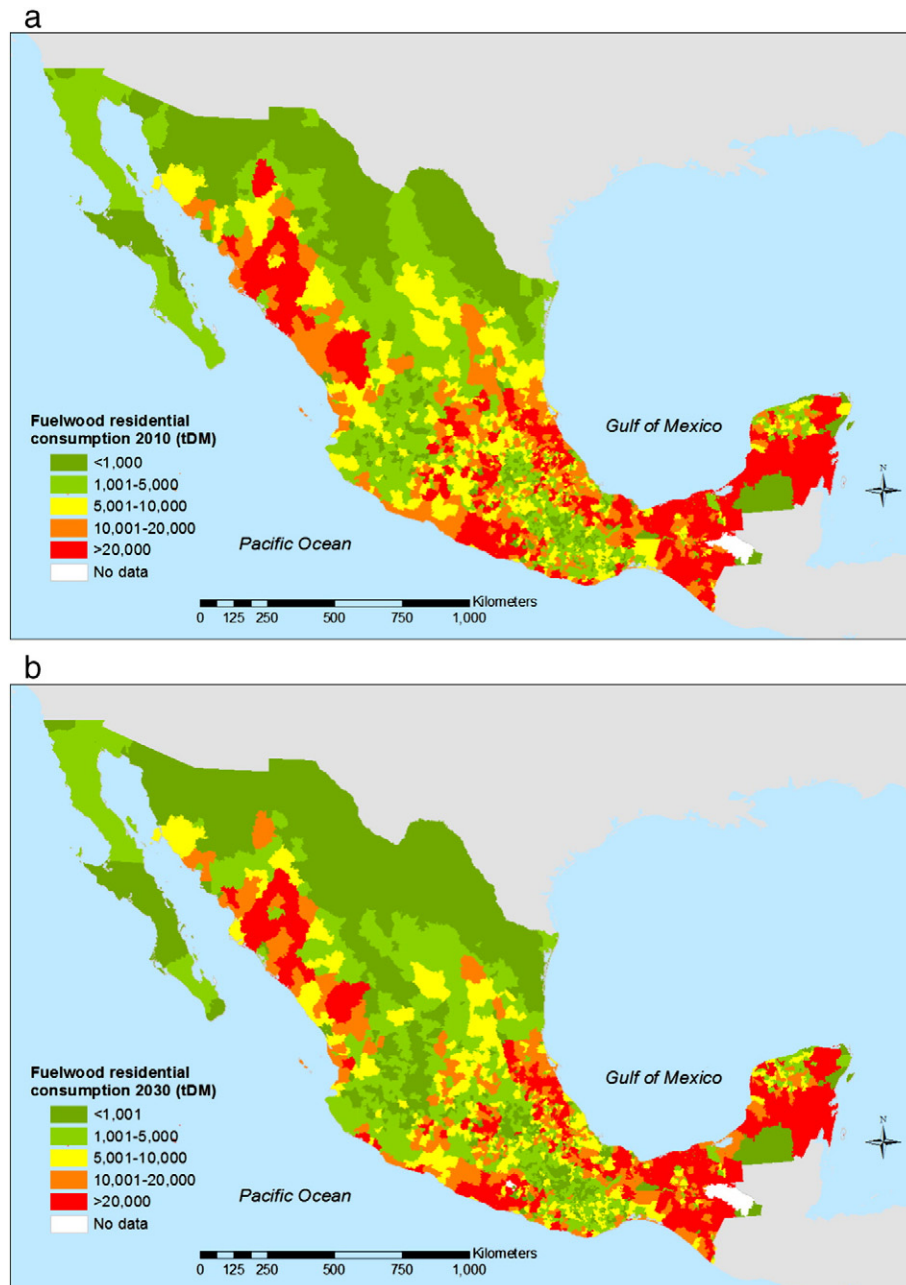 a
Gulf of Mexico
N
Fuelwood residential
consumption 2010 (tDM)
<1,000
1,001-5,000
5,001-10,000
10,001-20,000
>20,000
No data
Pacific Ocean
Kilometers
0 125 250 500 750 1,000
b
Gulf of Mexico
N
Fuelwood residential
consumption 2030 (tDM)
<1,001
1,001-5,000
5,001-10,000
10,001-20,000
>20,000
No data
Pacific Ocean
Kilometers
0 125 250 500 750 1,000